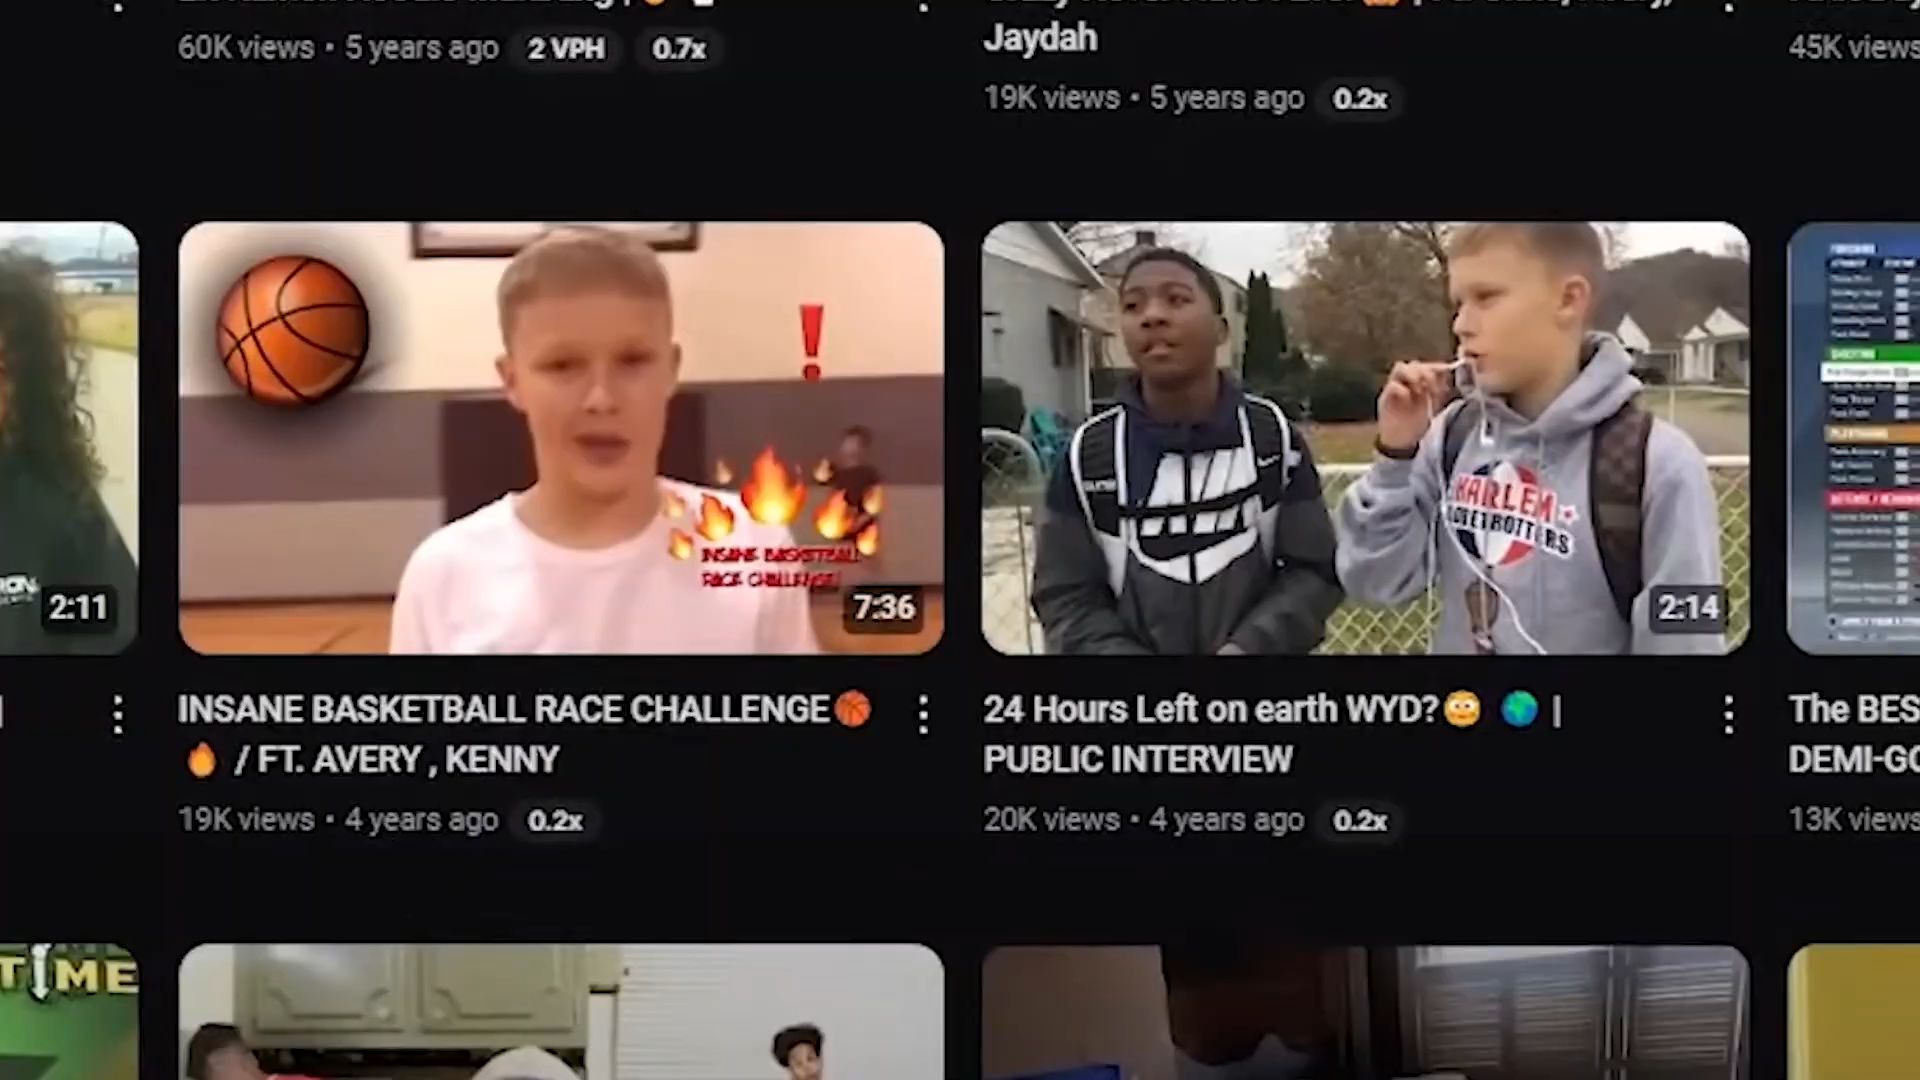 60K views • 5 years ago 2 VPH 0.7x
Jaydah
19K views • 5 years ago 0.2x
45K views
INSANE BASKETBALL
RACE CHALLENGE!
HARLEM
GLOBETROTTERS
2:11
7:36
2:14
INSANE BASKETBALL RACE CHALLENGE🏀
🔥 / FT. AVERY , KENNY
19K views • 4 years ago 0.2x
24 Hours Left on earth WYD?😳 🌍 |
PUBLIC INTERVIEW
20K views • 4 years ago 0.2x
The BES
DEMI-GO
13K views
TIME